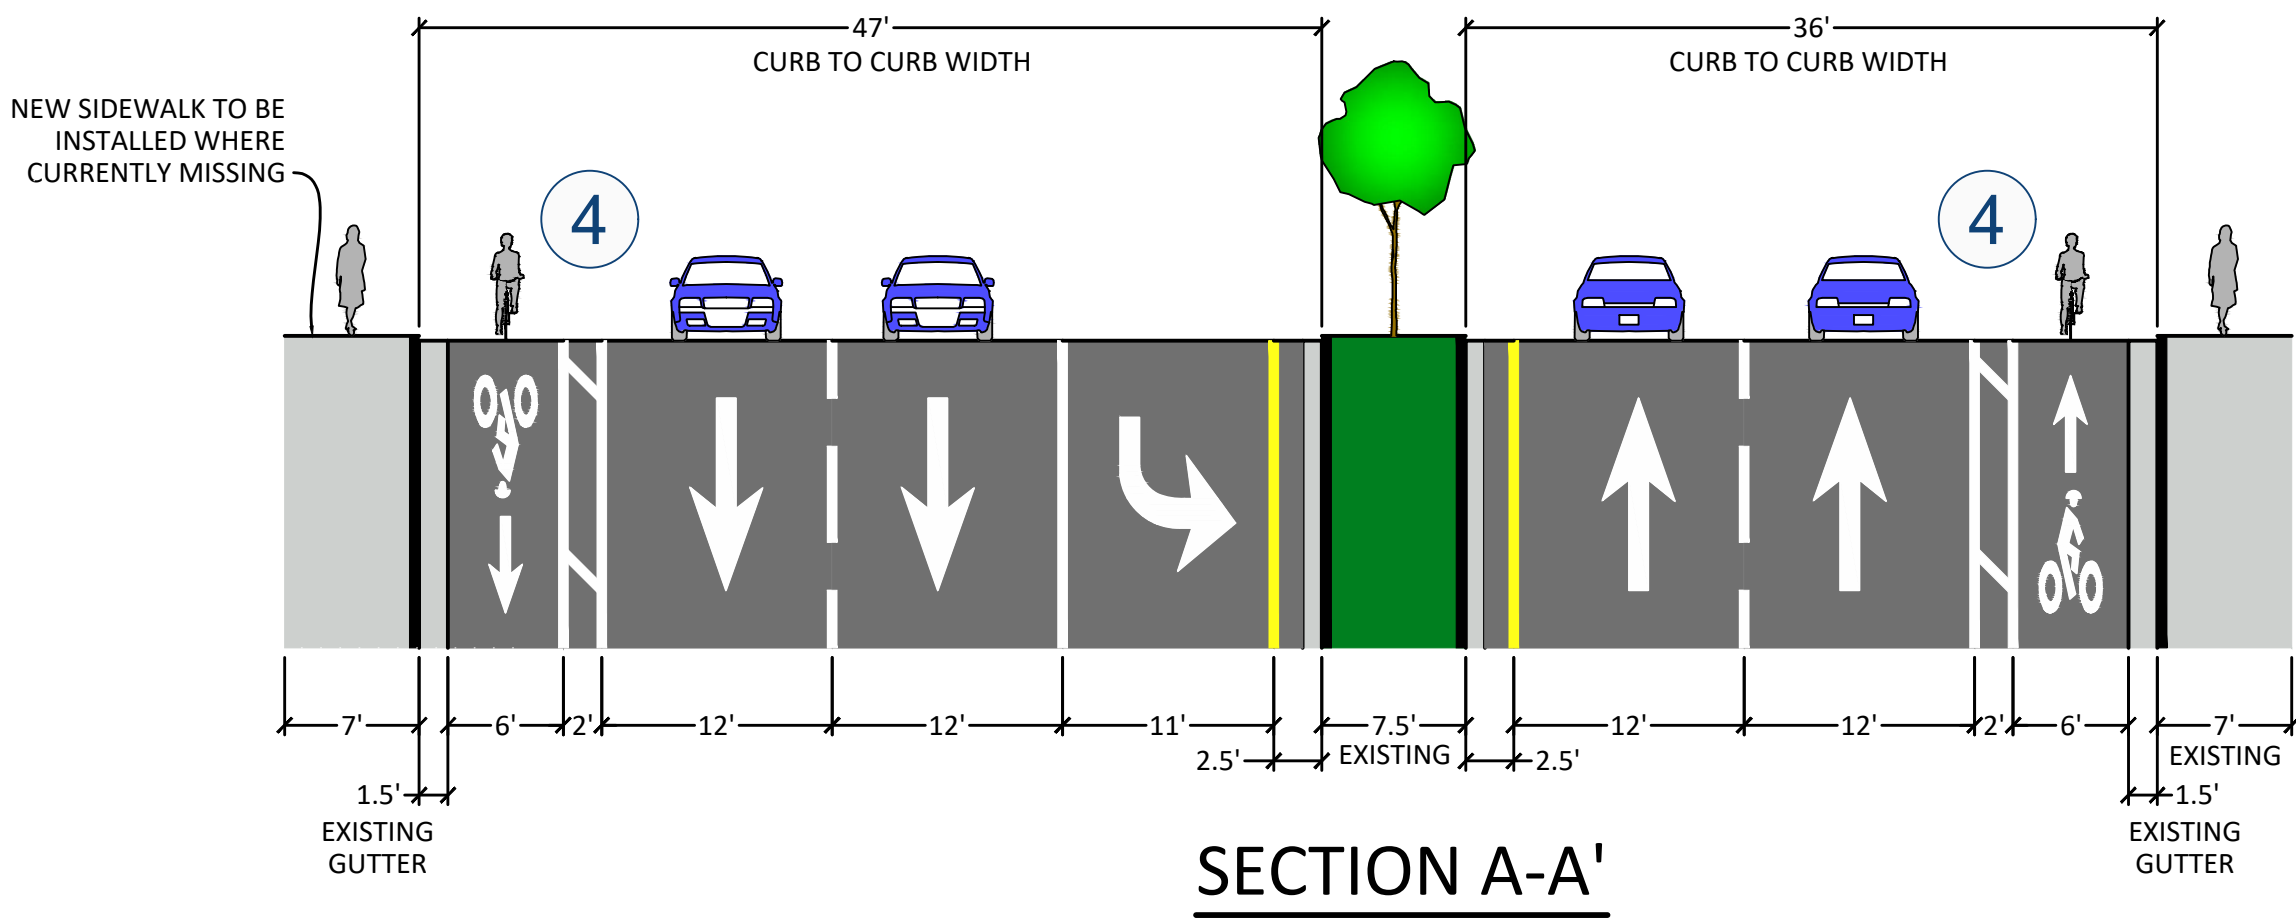 47'
CURB TO CURB WIDTH
36'
CURB TO CURB WIDTH
NEW SIDEWALK TO BE
INSTALLED WHERE
CURRENTLY MISSING
4
4
7'
6'
2'
12'
12'
11'
7.5'
EXISTING
12'
12'
2'
6'
7'
EXISTING
2.5'
2.5'
1.5'
EXISTING
GUTTER
1.5'
EXISTING
GUTTER
SECTION A-A'